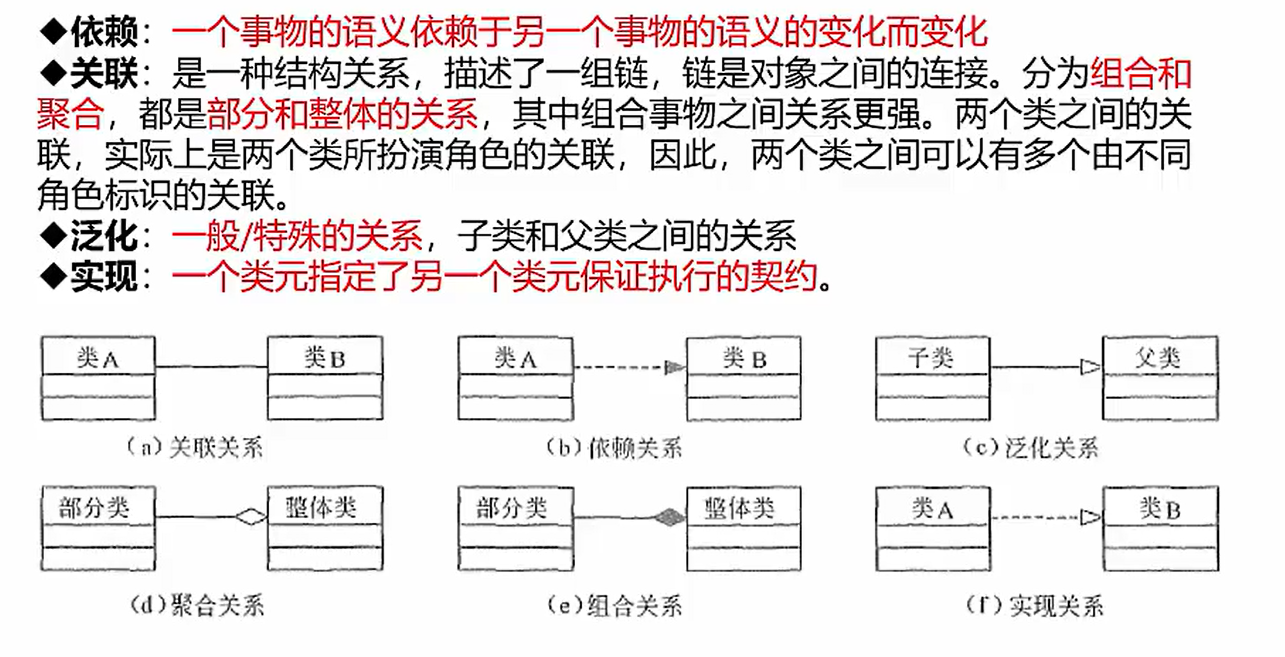 ◆依赖：一个事物的语义依赖于另一个事物的语义的变化而变化
◆关联：是一种结构关系，描述了一组链，链是对象之间的连接。分为组合和
聚合，都是部分和整体的关系，其中组合事物之间关系更强。两个类之间的关
联，实际上是两个类所扮演角色的关联，因此，两个类之间可以有多个由不同
角色标识的关联。
◆泛化：一般/特殊的关系，子类和父类之间的关系
◆实现：一个类元指定了另一个类元保证执行的契约。
类A 类B 类A 类B 子类 父类
（a）关联关系 （b）依赖关系 （c）泛化关系
部分类 整体类 部分类 整体类 类A 类B
（d）聚合关系 （e）组合关系 （f）实现关系